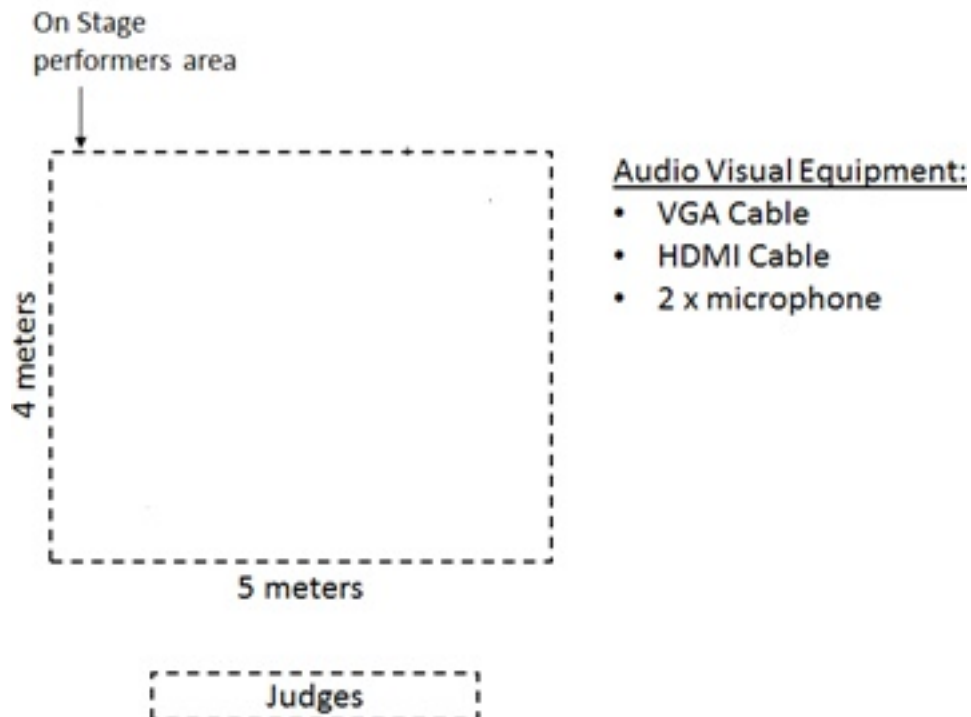 On Stage
performers area
Audio Visual Equipment:
• VGA Cable
• HDMI Cable
• 2 x microphone
4 meters
5 meters
Judges